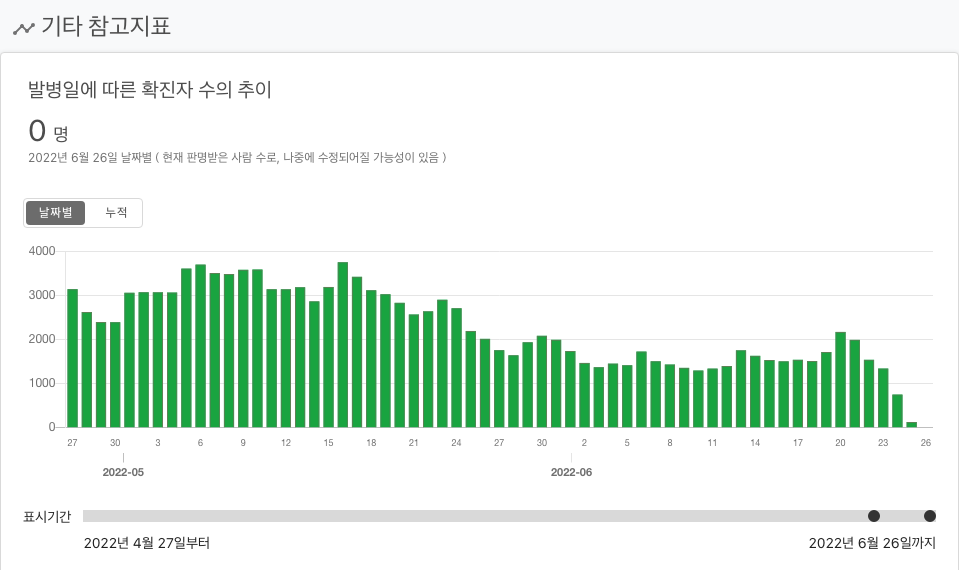 기타 참고지표
발병일에 따른 확진자 수의 추이
0 명
2022년 6월 26일 날짜별 ( 현재 판명받은 사람 수로, 나중에 수정되어질 가능성이 있음 )
날짜별 누적
4000
3000
2000
1000
0
27 30 3 6 9 12 15 18 21 24 27 30 2 5 8 11 14 17 20 23 26
2022-05 2022-06
표시기간
2022년 4월 27일부터 2022년 6월 26일까지